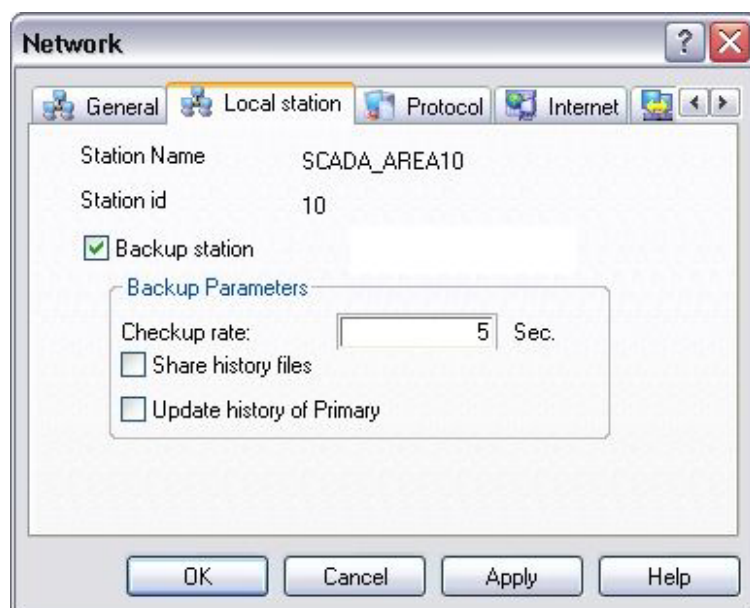 Network
General Local station Protocol Internet
Station Name SCADA_AREA10
Station id 10
Backup station
Backup Parameters
Checkup rate: 5 Sec.
Share history files
Update history of Primary
OK Cancel Apply Help